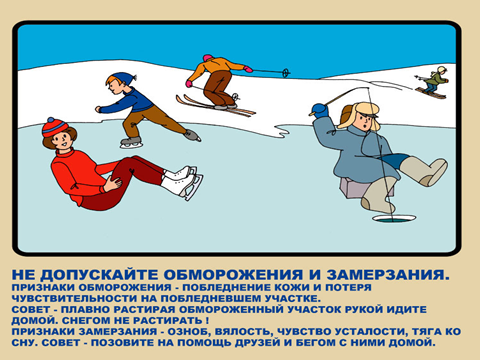 НЕ ДОПУСКАЙТЕ ОБМОРОЖЕНИЯ И ЗАМЕРЗАНИЯ.
ПРИЗНАКИ ОБМОРОЖЕНИЯ - ПОБЛЕДНЕНИЕ КОЖИ И ПОТЕРЯ
ЧУВСТВИТЕЛЬНОСТИ НА ПОБЛЕДНЕВШЕМ УЧАСТКЕ.
СОВЕТ - ПЛАВНО РАСТИРАЯ ОБМОРОЖЕННЫЙ УЧАСТОК РУКОЙ ИДИТЕ
ДОМОЙ. СНЕГОМ НЕ РАСТИРАТЬ !
ПРИЗНАКИ ЗАМЕРЗАНИЯ - ОЗНОБ, ВЯЛОСТЬ, ЧУВСТВО УСТАЛОСТИ, ТЯГА КО
СНУ. СОВЕТ - ПОЗОВИТЕ НА ПОМОЩЬ ДРУЗЕЙ И БЕГОМ С НИМИ ДОМОЙ.